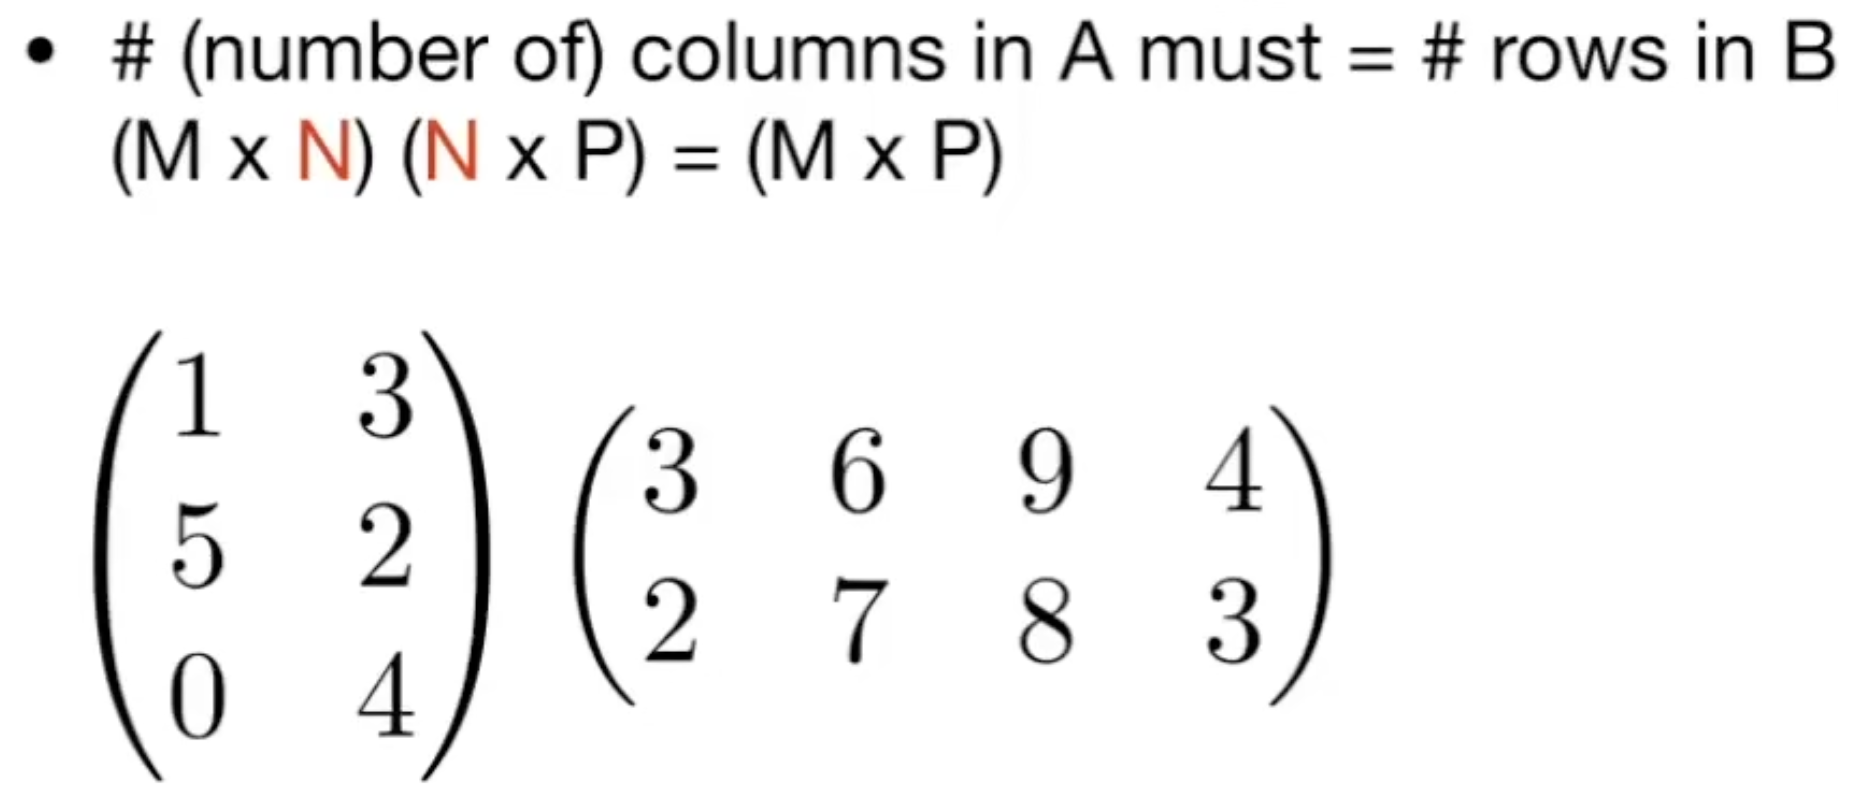 • # (number of) columns in A must = # rows in B
(M x N) (N x P) = (M x P)
1 3
5 2
0 4
3 6 9 4
2 7 8 3